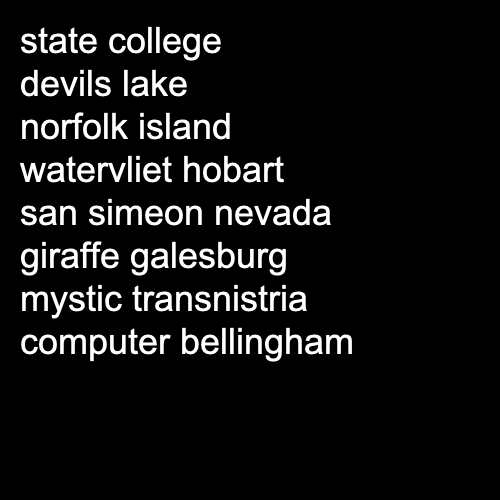 state college
devils lake
norfolk island
watervliet hobart
san simeon nevada
giraffe galesburg
mystic transnistria
computer bellingham